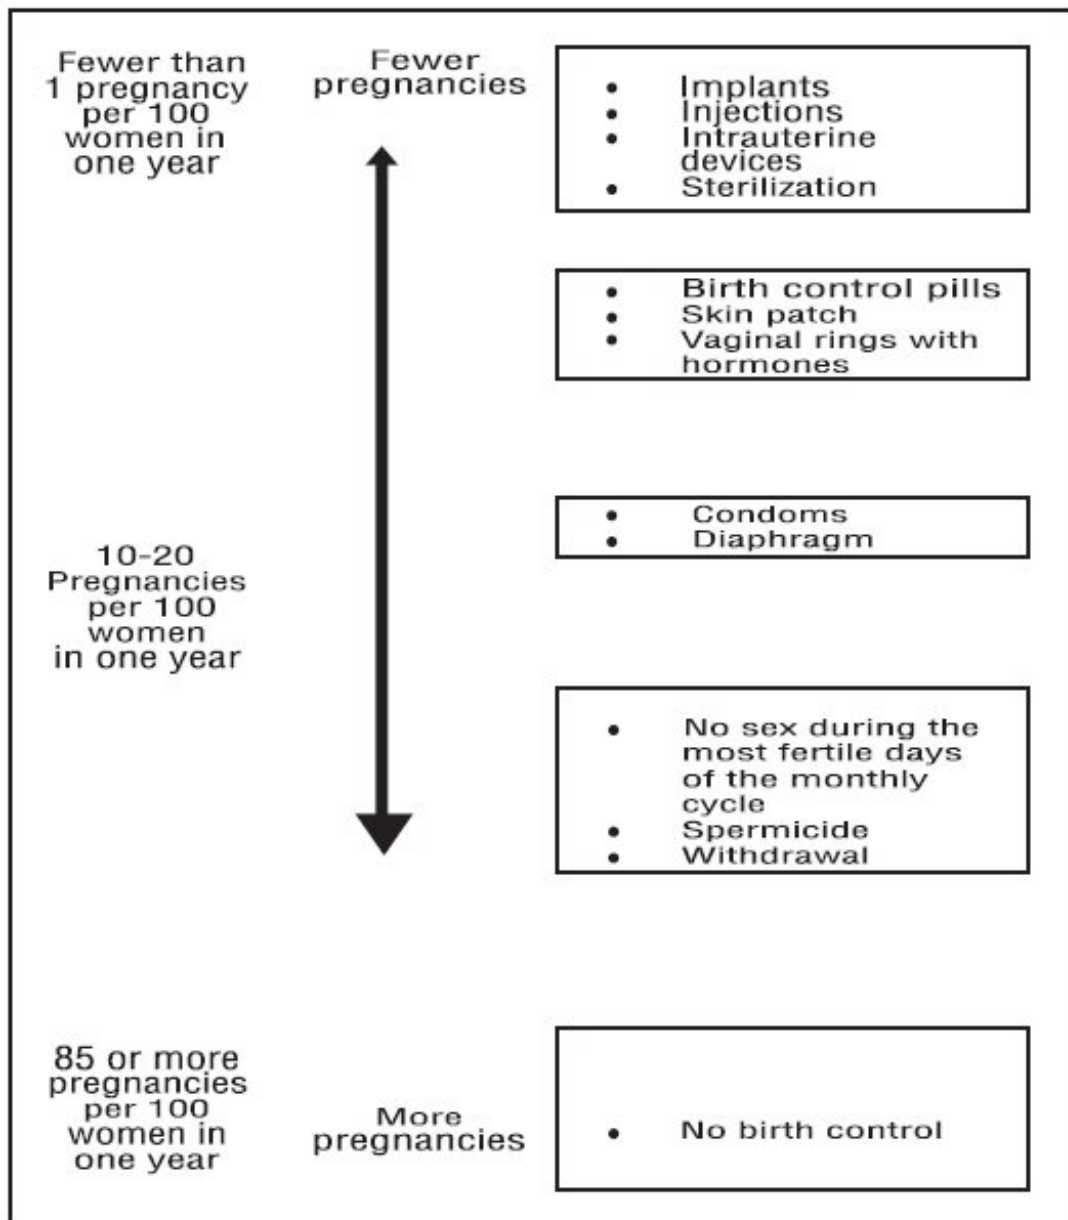 Fewer than
1 pregnancy
per 100
women in
one year
Fewer
pregnancies
• Implants
• Injections
• Intrauterine
devices
• Sterilization
• Birth control pills
• Skin patch
• Vaginal rings with
hormones
10-20
Pregnancies
per 100
women
in one year
• Condoms
• Diaphragm
• No sex during the
most fertile days
of the monthly
cycle
• Spermicide
• Withdrawal
85 or more
pregnancies
per 100
women in
one year
More
pregnancies
• No birth control